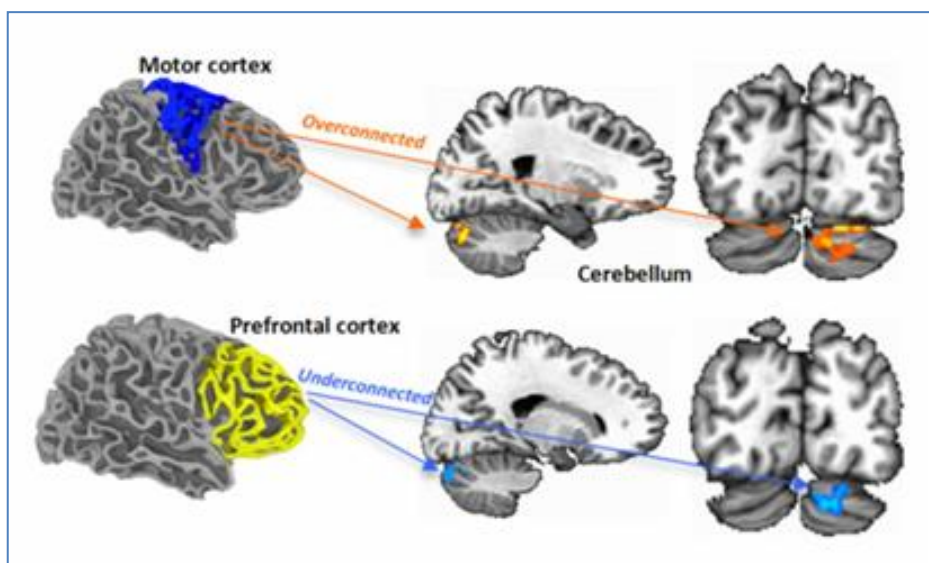 Motor cortex
Overconnected
Cerebellum
Prefrontal cortex
Underconnected